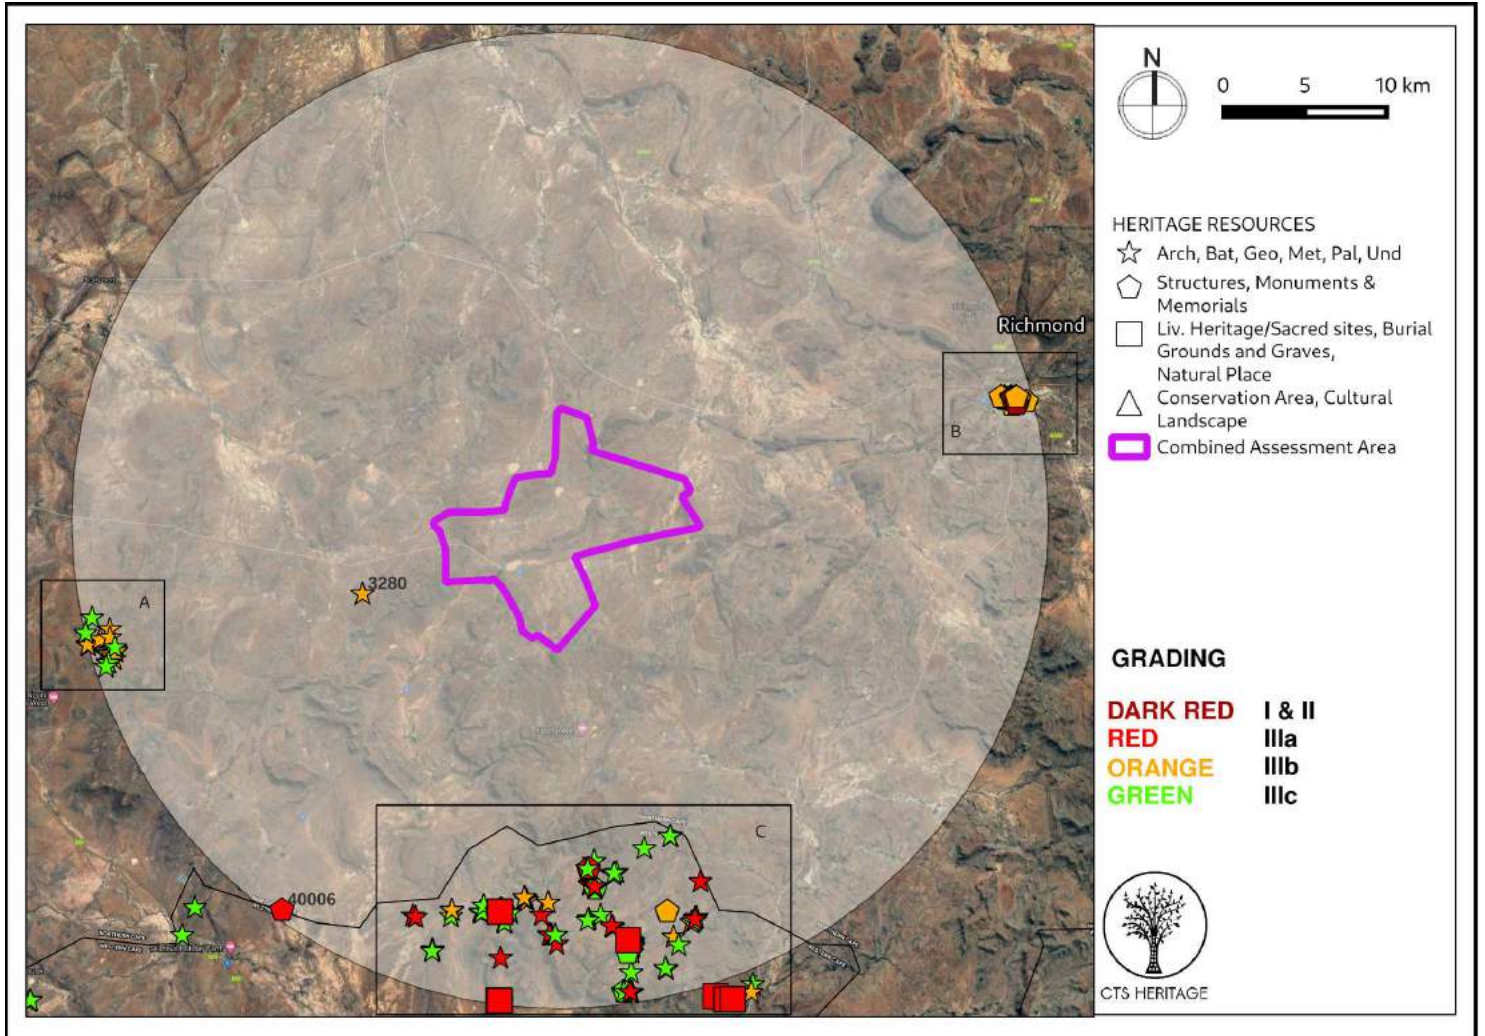 N
0 5 10 km
HERITAGE RESOURCES
Arch, Bat, Geo, Met, Pal, Und
Structures, Monuments &
Memorials
Liv. Heritage/Sacred sites, Burial
Grounds and Graves,
Natural Place
Conservation Area, Cultural
Landscape
Combined Assessment Area
Richmond
B
3280
A
C
40006
NORTHERN CAPE
GRADING
DARK RED I & II
RED IIIa
ORANGE IIIb
GREEN IIIc
CTS HERITAGE